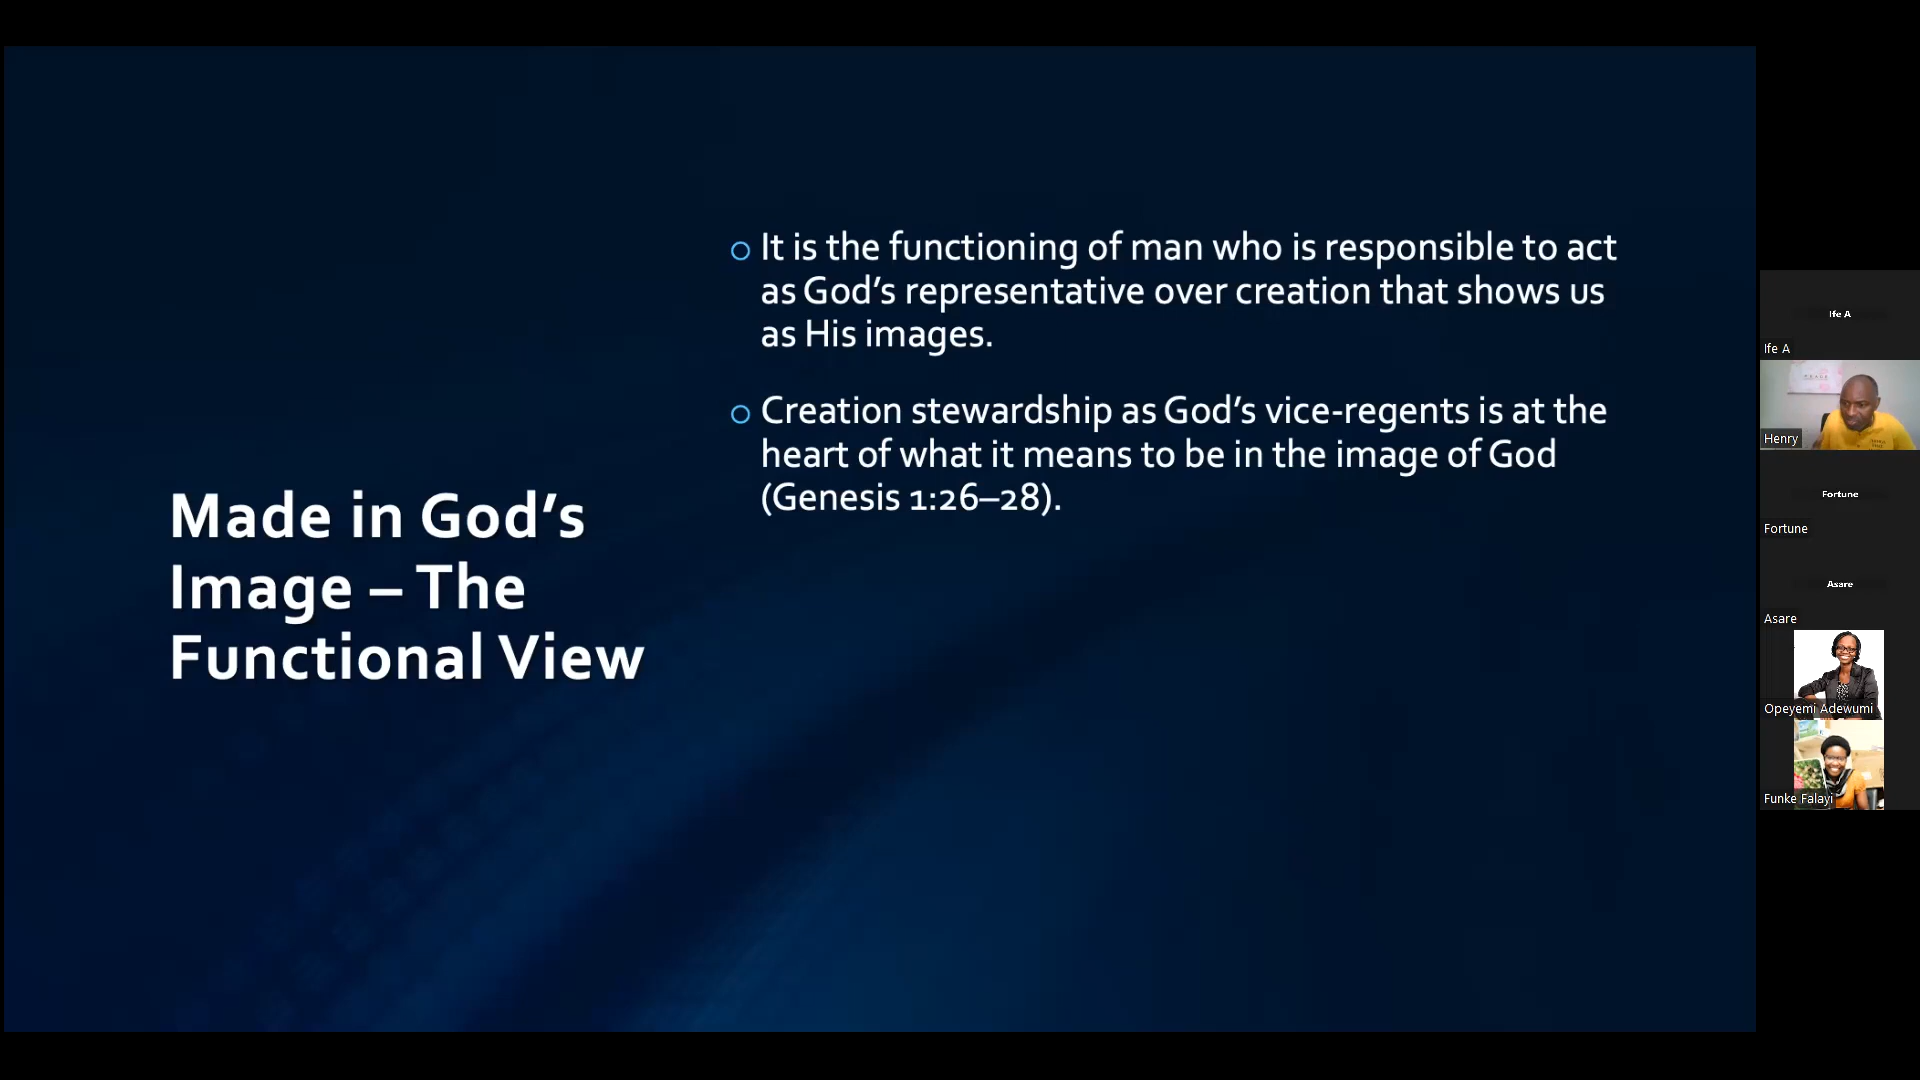 Made in God’s
Image – The
Functional View
o It is the functioning of man who is responsible to act
as God’s representative over creation that shows us
as His images.
o Creation stewardship as God’s vice-regents is at the
heart of what it means to be in the image of God
(Genesis 1:26–28).
Ife A
Ife A
Henry
Fortune
Fortune
Asare
Asare
Opeyemi Adewumi
Funke Falayi